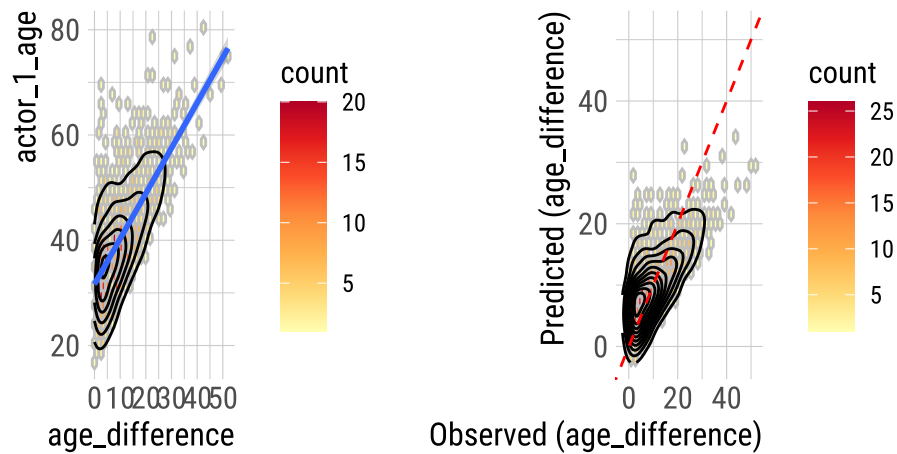 actor_1_age
80
60
40
20
0 10 20 30 40 50
age_difference
count
20
15
10
5
Predicted (age_difference)
40
20
0
0 20 40
Observed (age_difference)
count
25
20
15
10
5